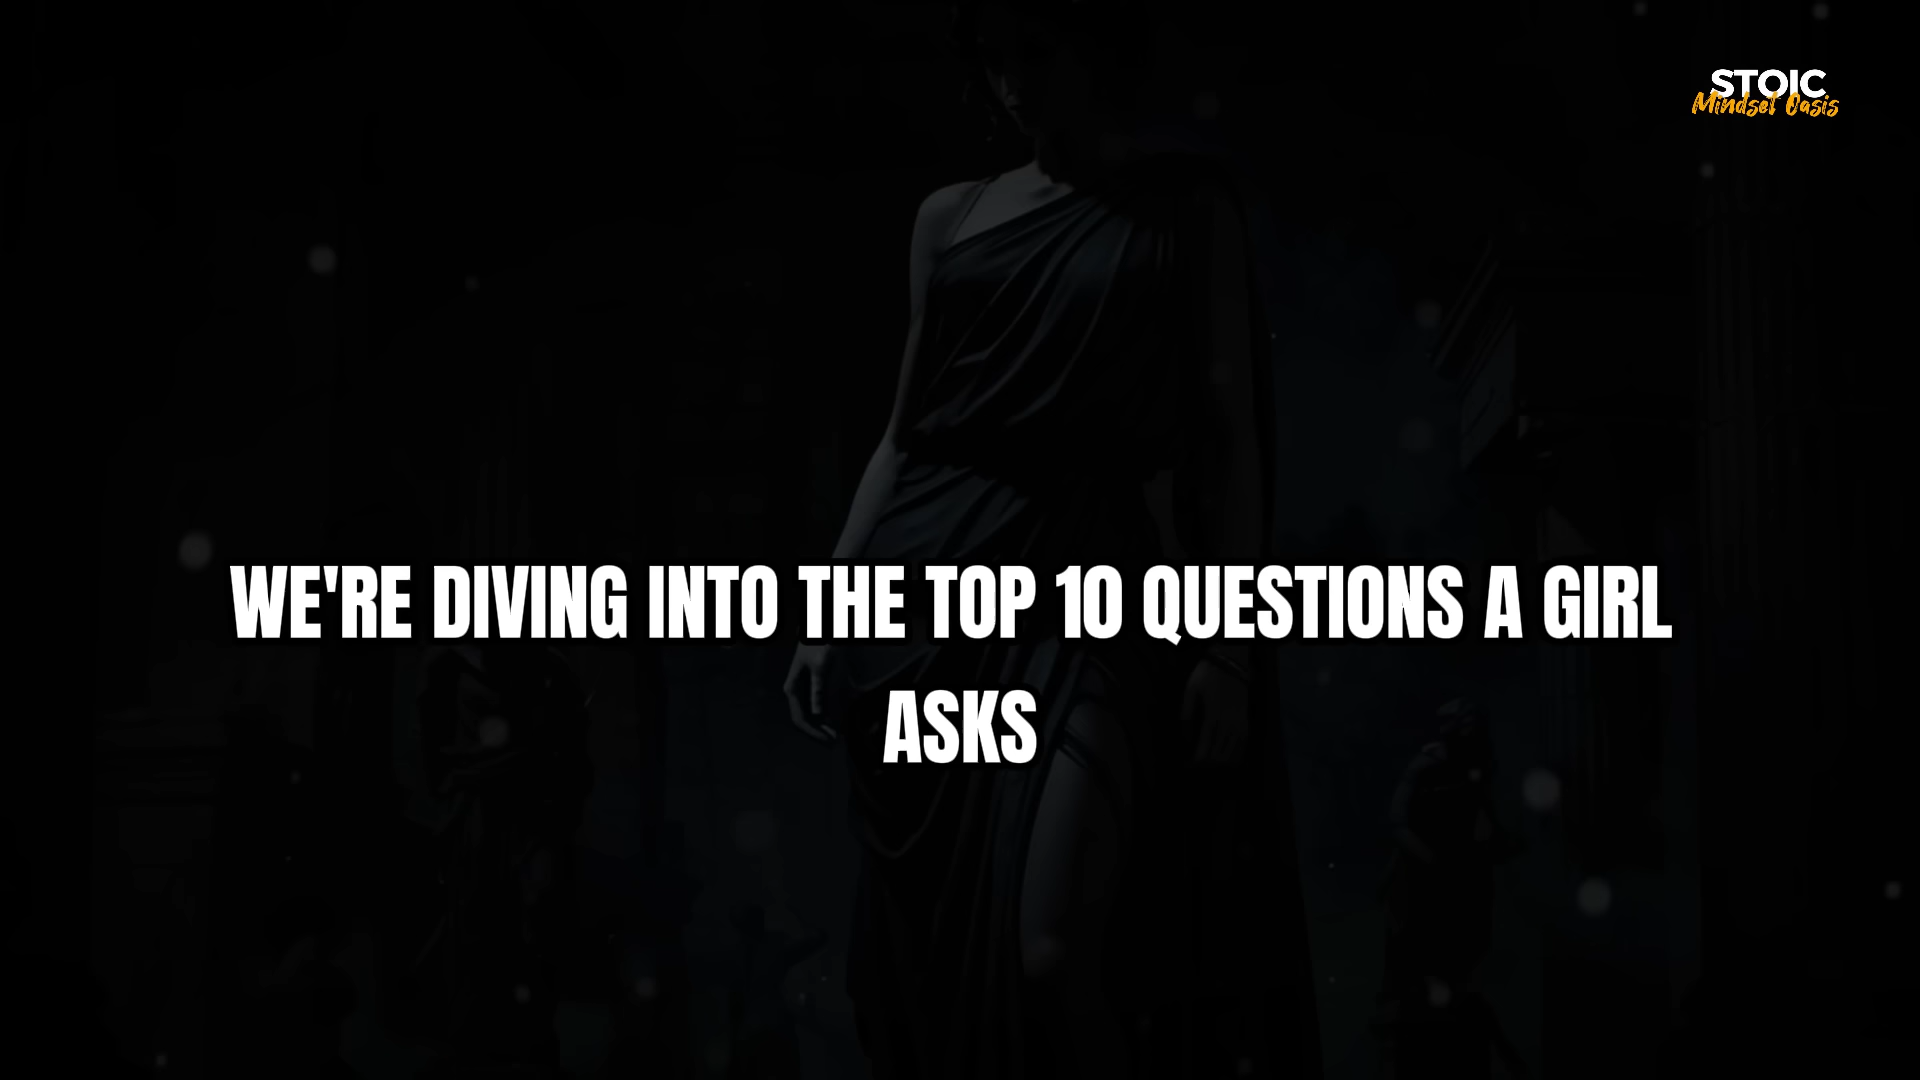 STOIC
Mindset Oasis
WE'RE DIVING INTO THE TOP 10 QUESTIONS A GIRL
ASKS